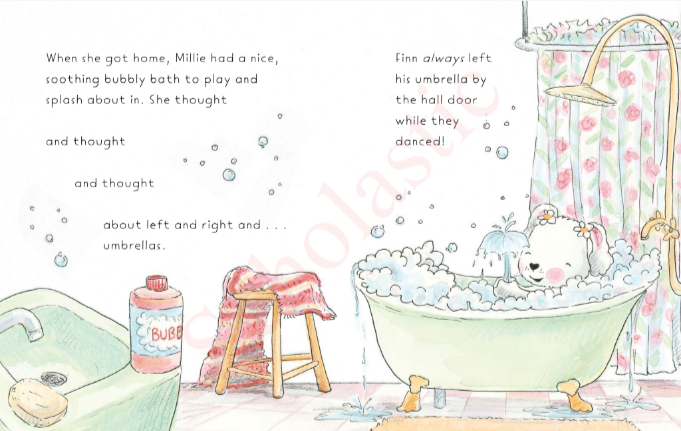 When she got home, Millie had a nice,
soothing bubbly bath to play and
splash about in. She thought
and thought
and thought
about left and right and . . .
umbrellas.
Finn always left
his umbrella by
the hall door
while they
danced!
BUBB
Scholastic